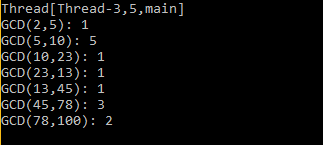 Thread[Thread-3,5,main]
GCD(2,5): 1
GCD(5,10): 5
GCD(10,23): 1
GCD(23,13): 1
GCD(13,45): 1
GCD(45,78): 3
GCD(78,100): 2